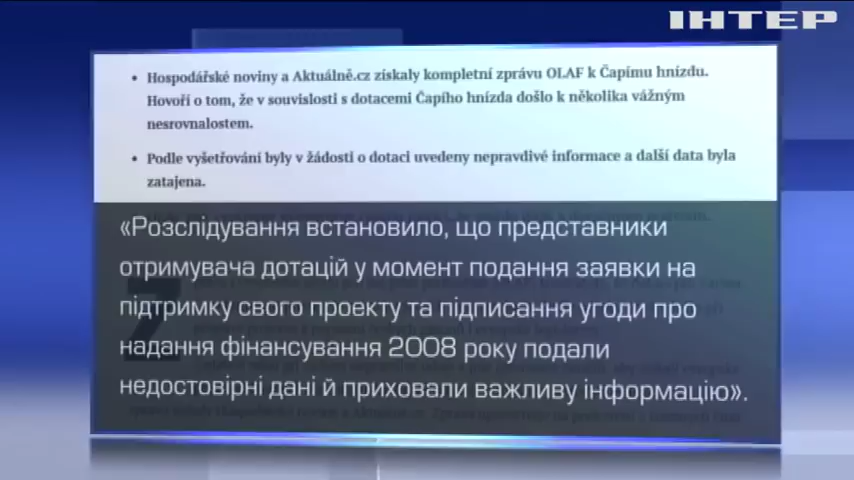 ІНТЕР
• Hospodářské noviny a Aktuálně.cz získaly kompletní zprávu OLAF k Čapímu hnízdu.
Hovoří o tom, že v souvislosti s dotacemi Čapího hnízda došlo k několika vážným
nesrovnalostem.
• Podle vyšetřování byly v žádosti o dotaci uvedeny nepravdivé informace a další data byla
zatajena.
«Розслідування встановило, що представники
отримувача дотацій у момент подання заявки на
підтримку свого проекту та підписання угоди про
надання фінансування 2008 року подали
недостовірні дані й приховали важливу інформацію».